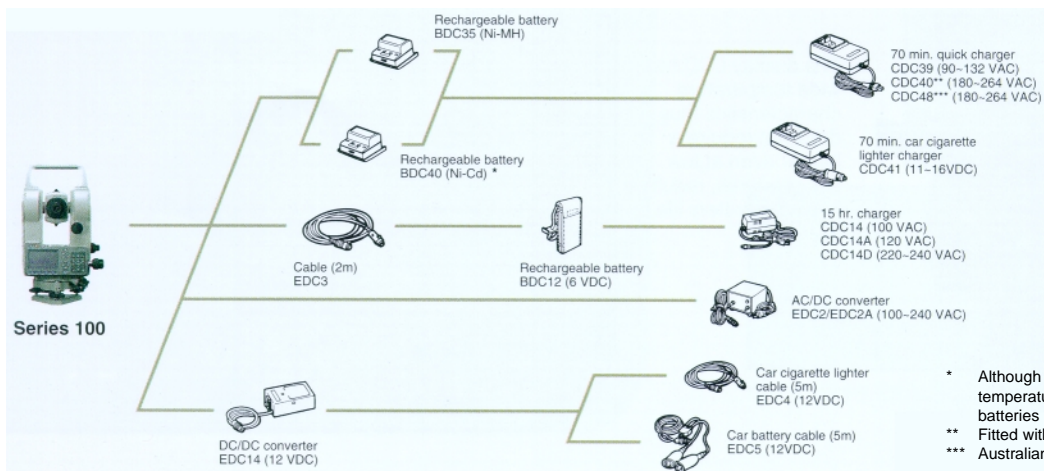 Rechargeable battery
BDC35 (Ni-MH)
70 min. quick charger
CDC39 (90~132 VAC)
CDC40** (180~264 VAC)
CDC48*** (180~264 VAC)
Rechargeable battery
BDC40 (Ni-Cd) *
70 min. car cigarette
lighter charger
CDC41 (11~16VDC)
Cable (2m)
EDC3
Rechargeable battery
BDC12 (6 VDC)
15 hr. charger
CDC14 (100 VAC)
CDC14A (120 VAC)
CDC14D (220~240 VAC)
Series 100
AC/DC converter
EDC2/EDC2A (100~240 VAC)
DC/DC converter
EDC14 (12 VDC)
Car cigarette lighter
cable (5m)
EDC4 (12VDC)
Car battery cable (5m)
EDC5 (12VDC)
* Although
temperatu
batteries
** Fitted with
*** Australian